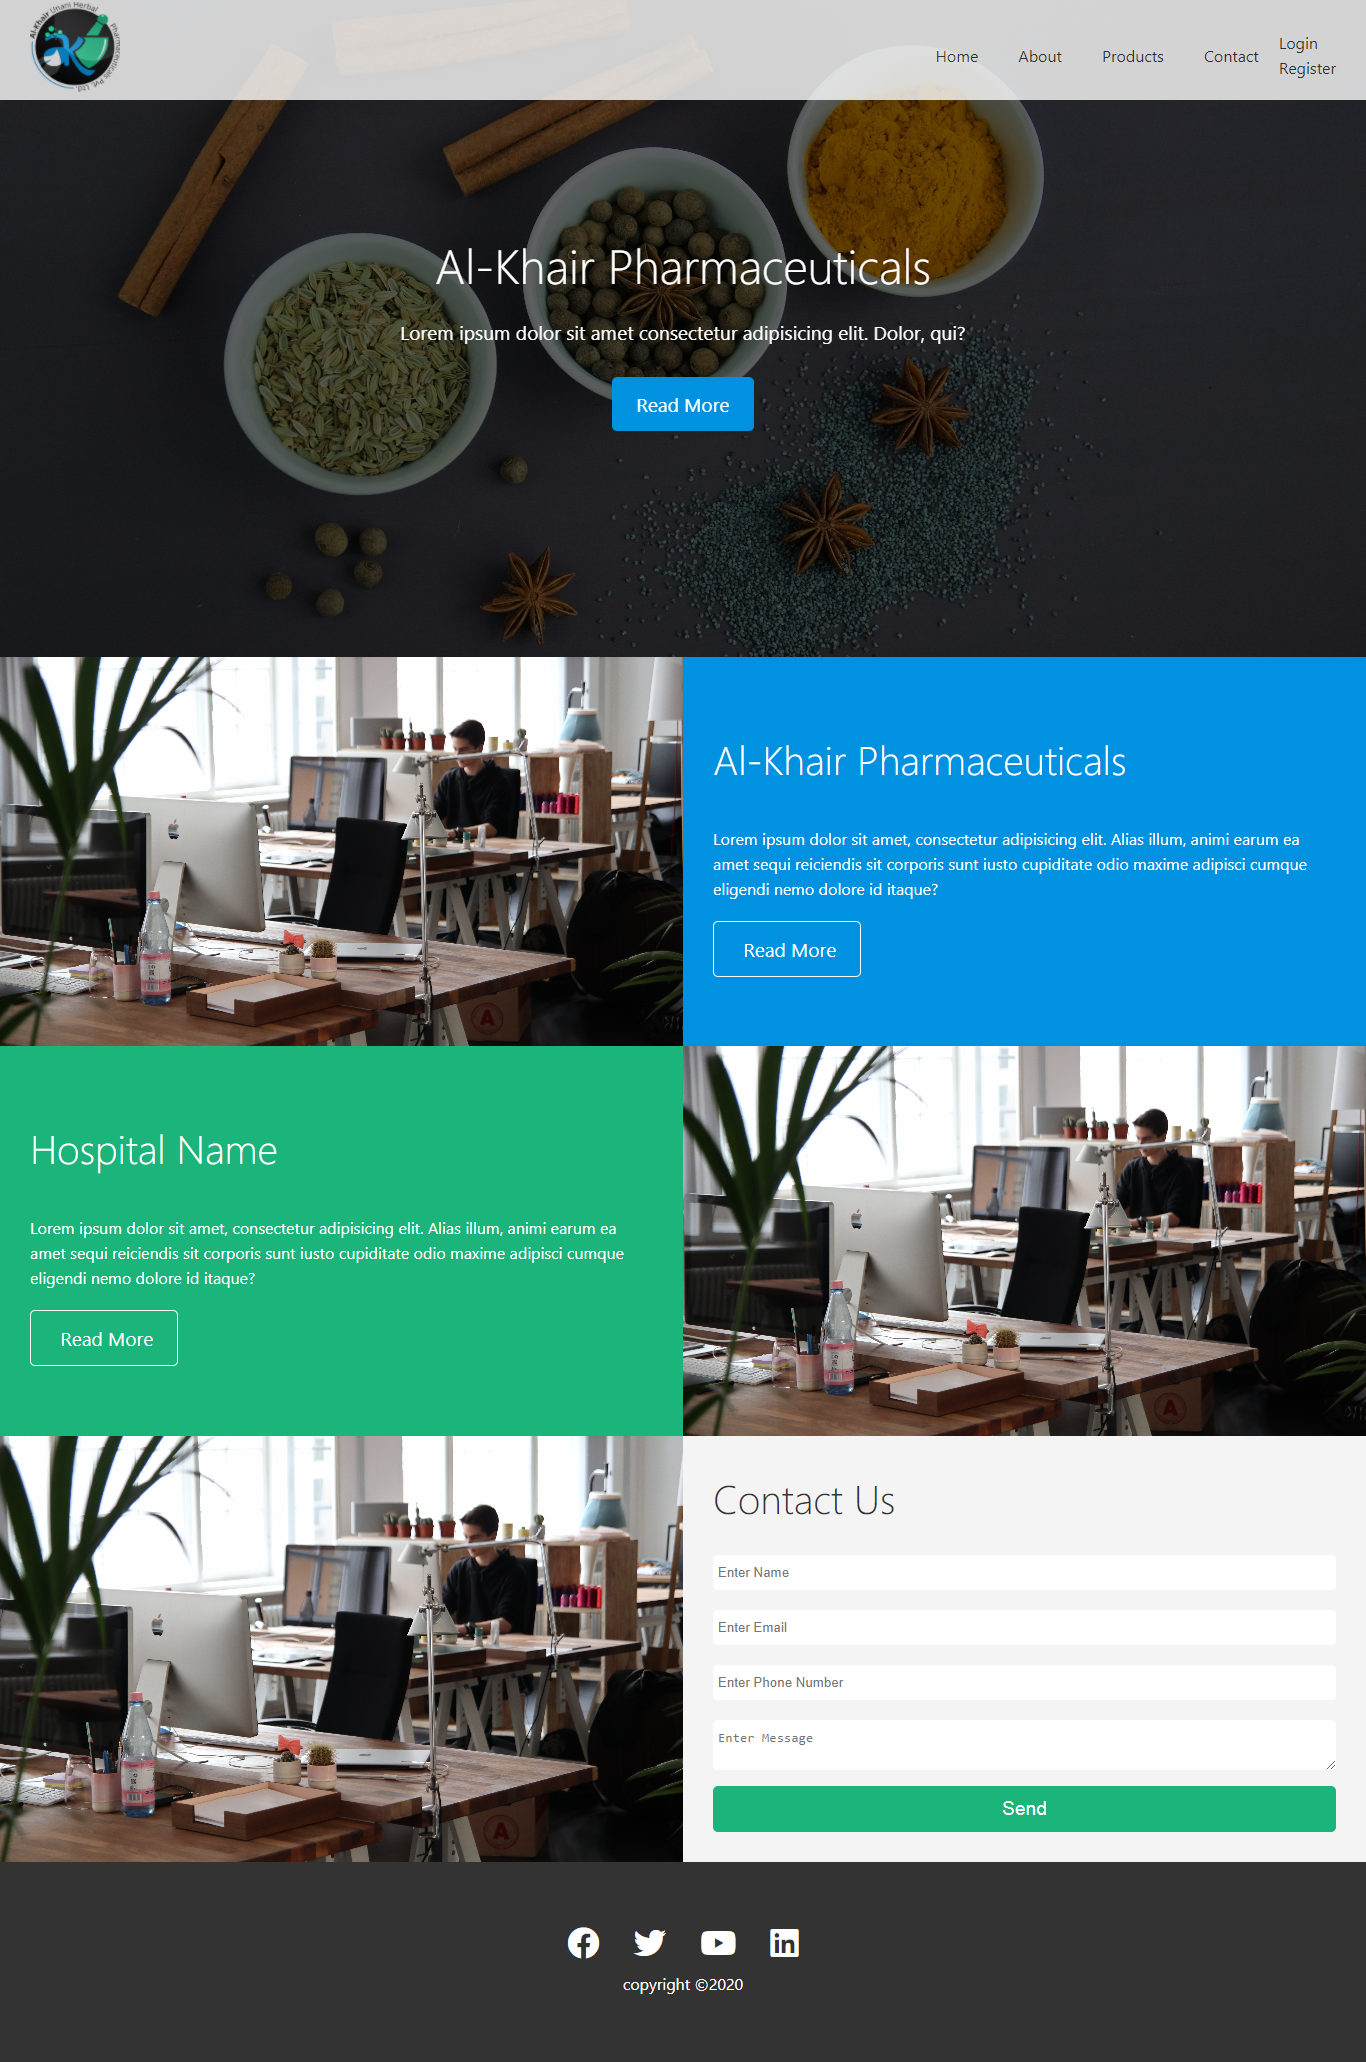 Al-Khair Unani Herbal
Pharmaceuticals Pvt. Ltd.
Home
About
Products
Contact
Login
Register
Al-Khair Pharmaceuticals
Lorem ipsum dolor sit amet consectetur adipisicing elit. Dolor, qui?
Read More
Al-Khair Pharmaceuticals
Lorem ipsum dolor sit amet, consectetur adipisicing elit. Alias illum, animi earum ea
amet sequi reiciendis sit corporis sunt iusto cupiditate odio maxime adipisci cumque
eligendi nemo dolore id itaque?
Read More
Hospital Name
Lorem ipsum dolor sit amet, consectetur adipisicing elit. Alias illum, animi earum ea
amet sequi reiciendis sit corporis sunt iusto cupiditate odio maxime adipisci cumque
eligendi nemo dolore id itaque?
Read More
Contact Us
Enter Name
Enter Email
Enter Phone Number
Enter Message
Send
copyright ©2020